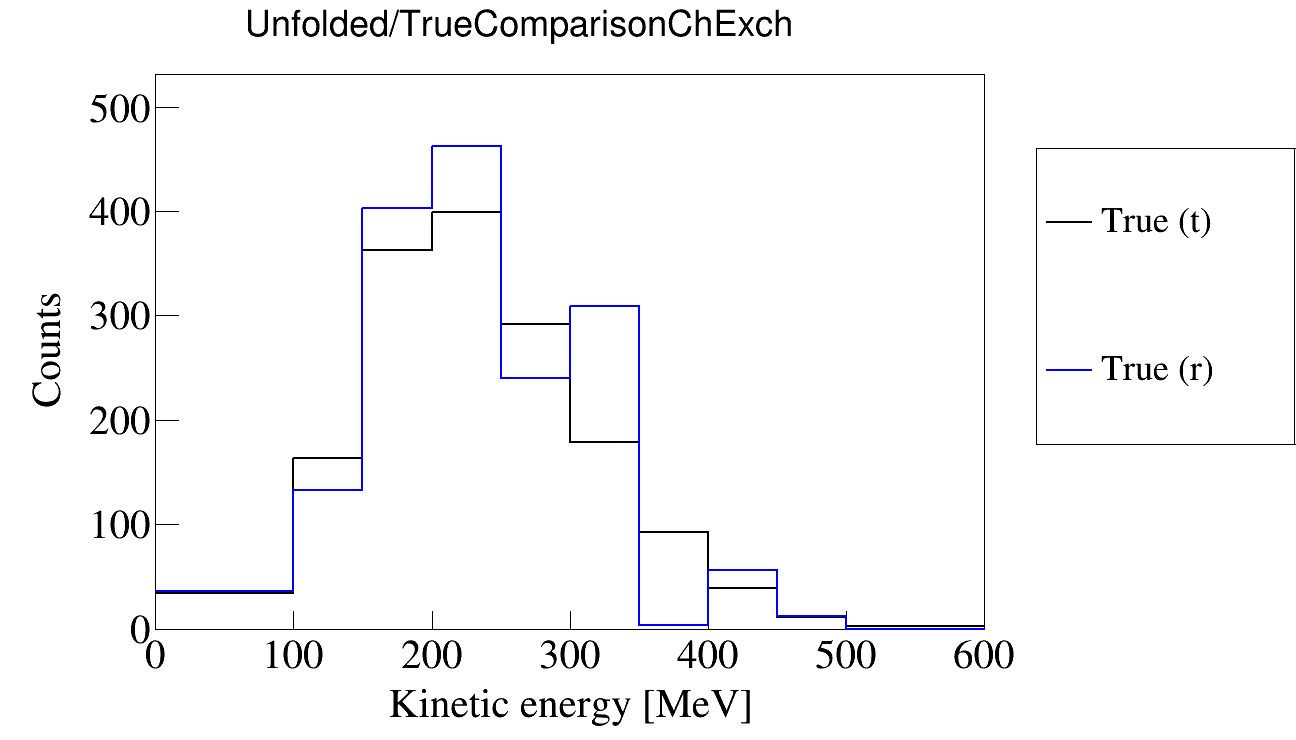 Unfolded/TrueComparisonChExch
Counts
500
400
300
200
100
0
0 100 200 300 400 500 600
Kinetic energy [MeV]
True (t)
True (r)